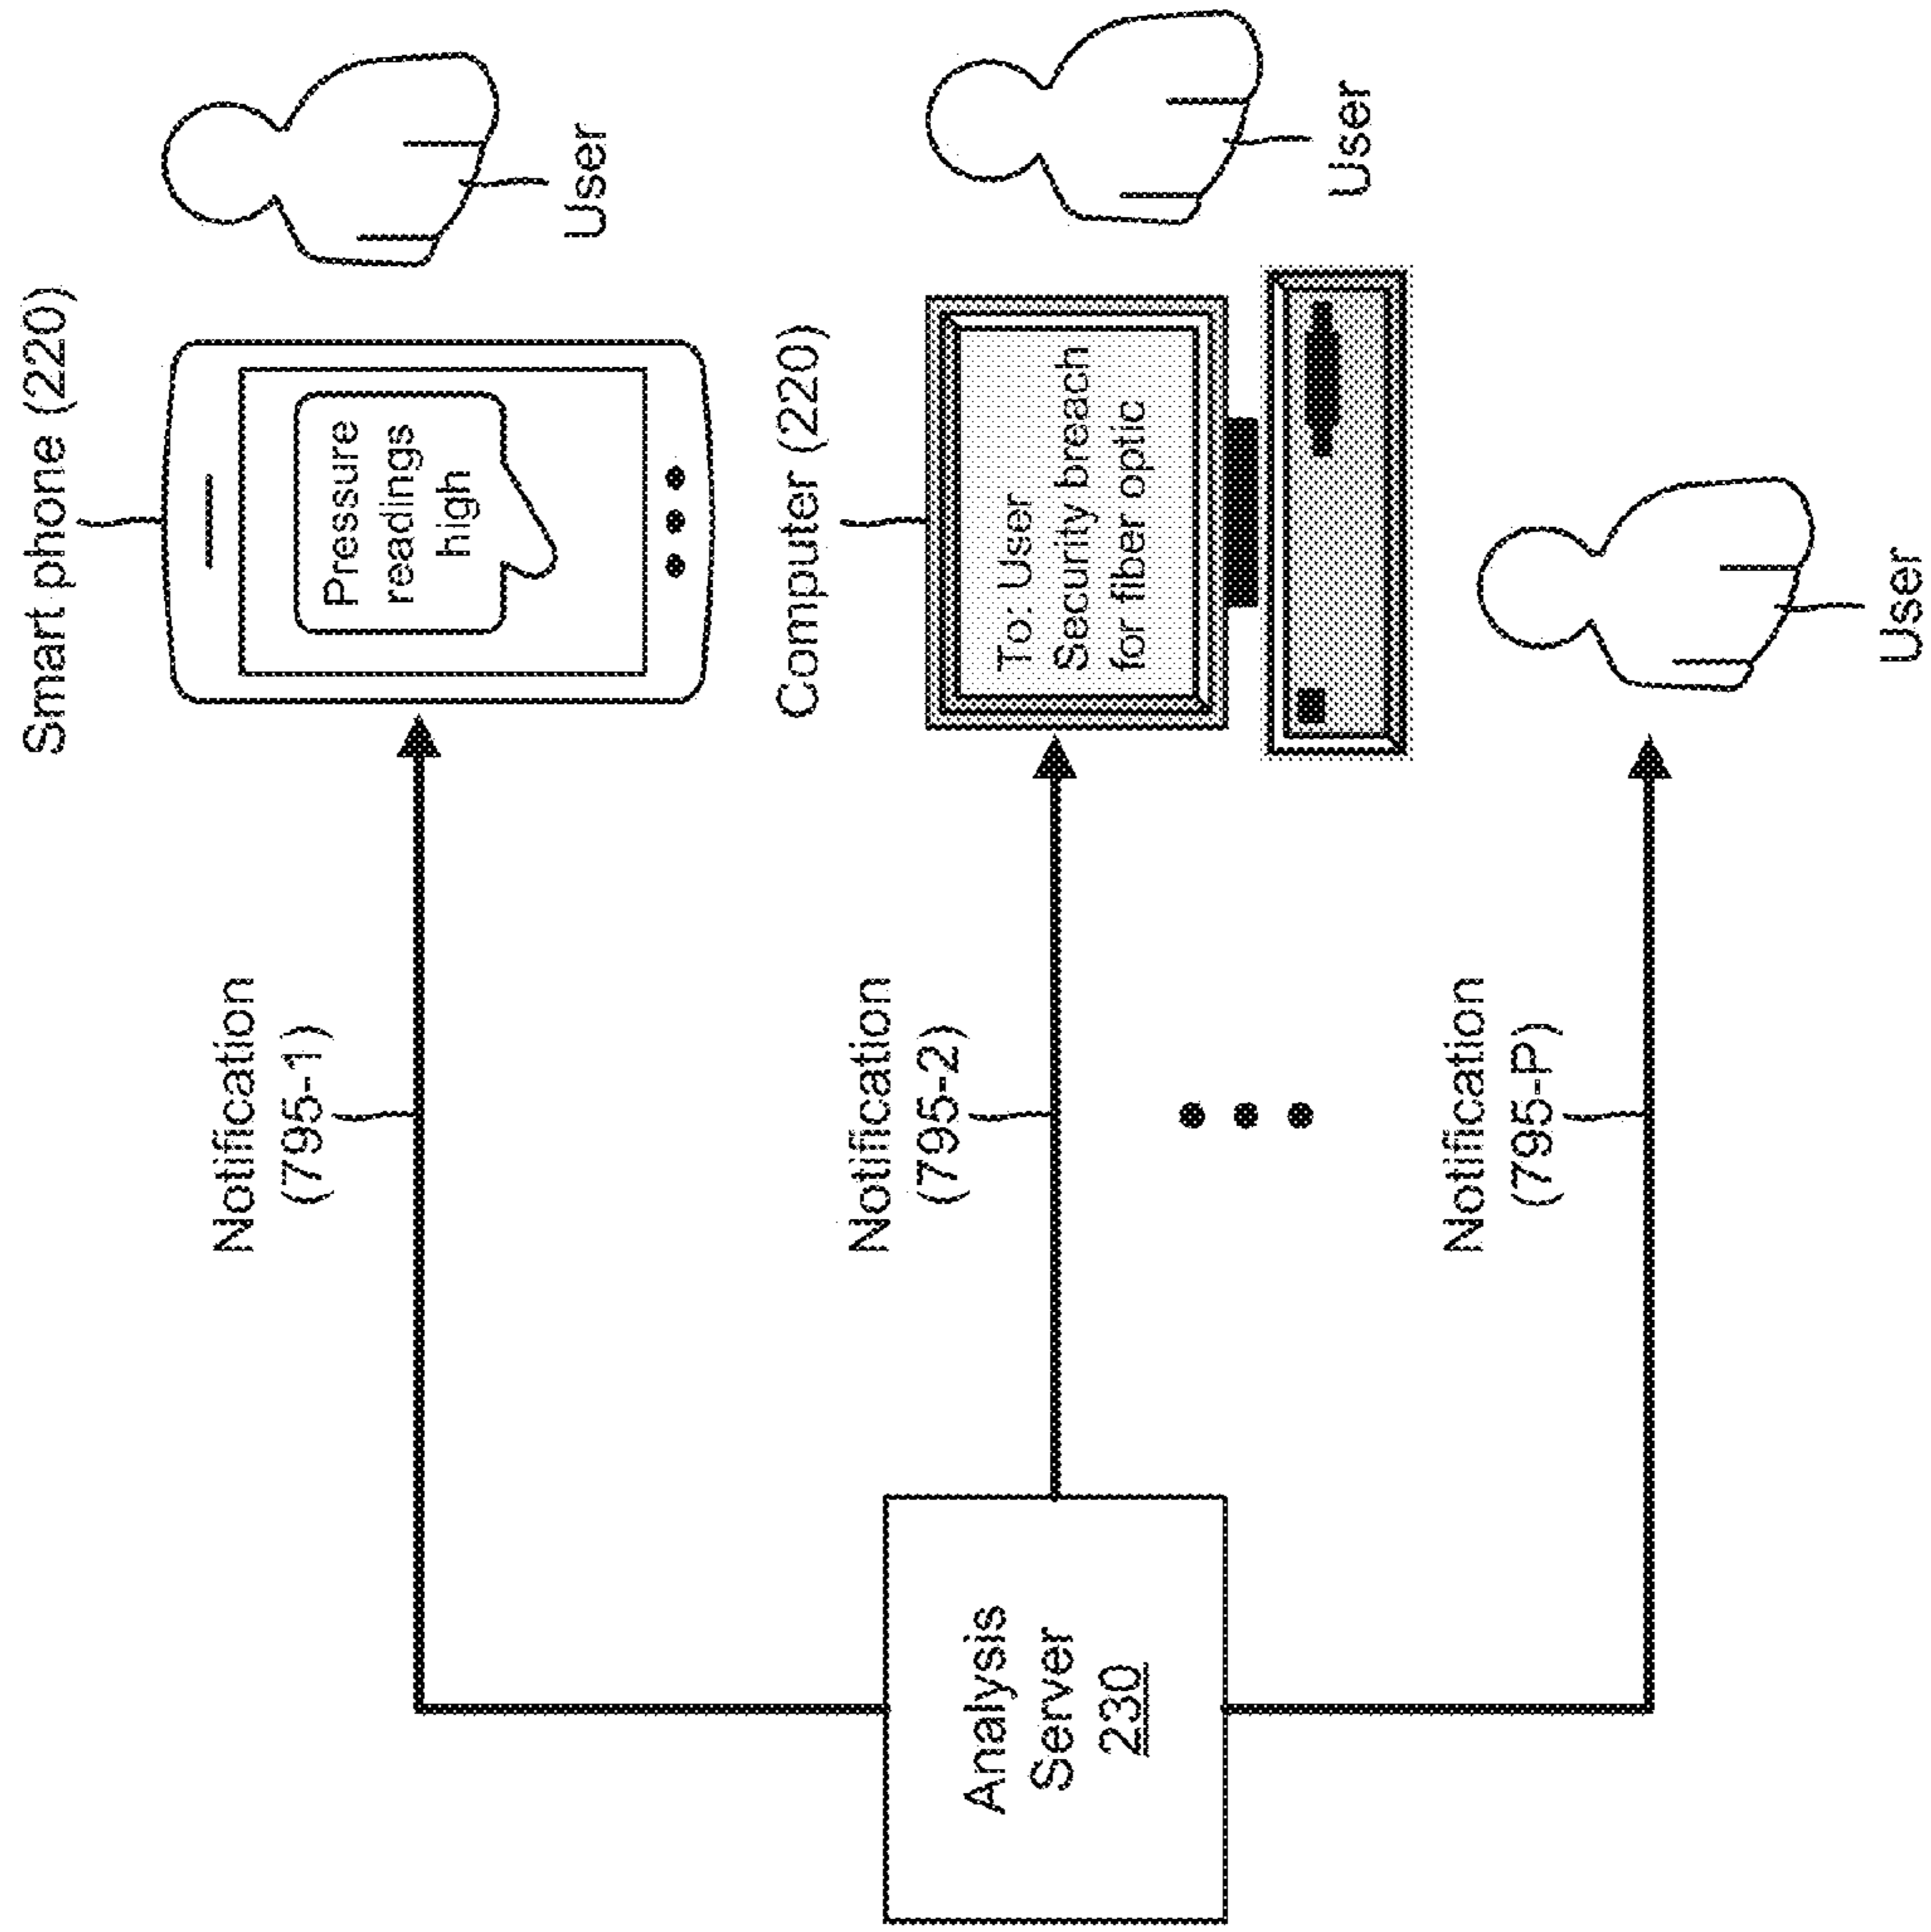 Smart phone (220)
Notification
(795-1)
Pressure
readings
high
User
Computer (220)
Notification
(795-2)
To: User
Security breach
for fiber optic
User
Analysis
Server
230
Notification
(795-P)
User